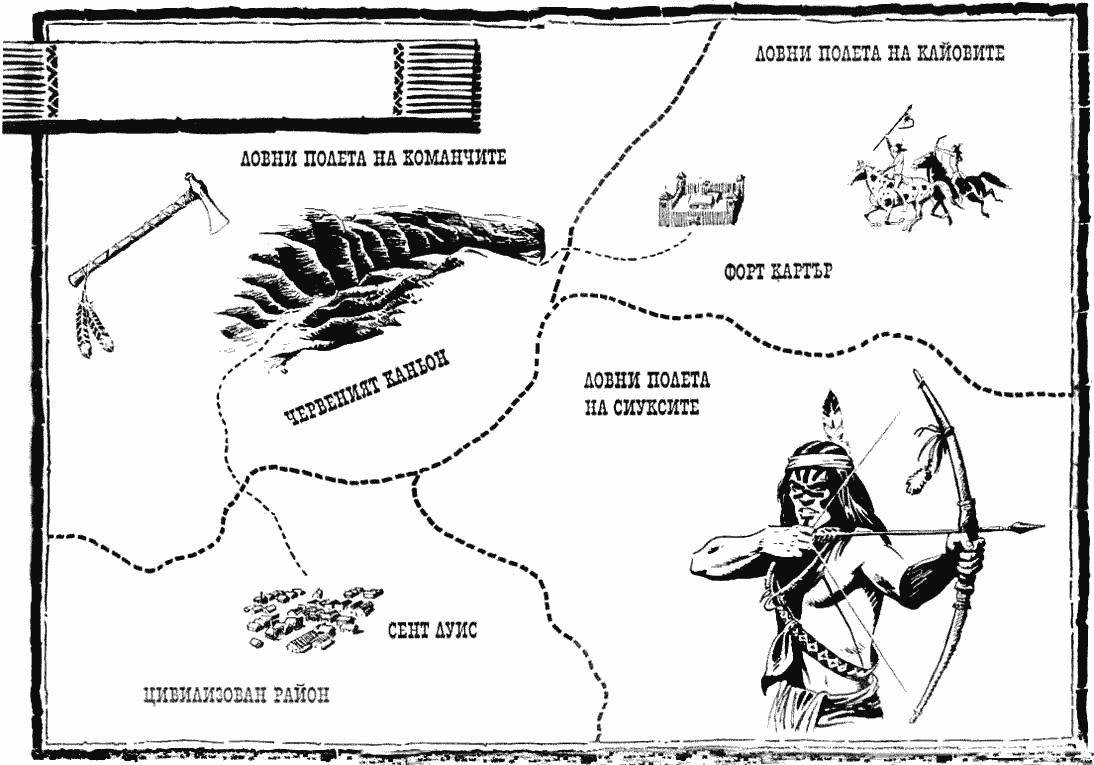 ЛОВНИ ПОЛЕТА НА КАЙОВИТЕ
ЛОВНИ ПОЛЕТА НА КОМАНЧИТЕ
ФОРТ КАРТЪР
ЧЕРВЕНИЯТ КАНЬОН
ЛОВНИ ПОЛЕТА
НА СИУКСИТЕ
СЕНТ ЛУИС
ЦИВИЛИЗОВАН РАЙОН